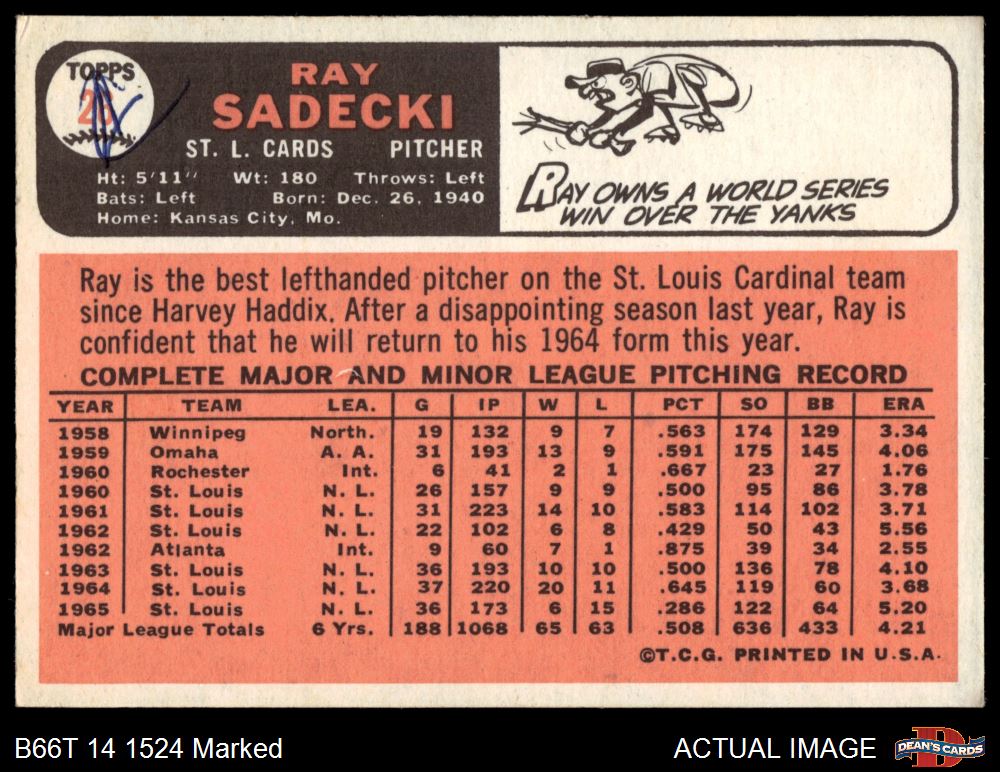 TOPPS
RAY
SADECKI
ST. L. CARDS PITCHER
Ht: 5'11" Wt: 180 Throws: Left
Bats: Left Born: Dec. 26, 1940
Home: Kansas City, Mo.
RAY OWNS A WORLD SERIES
WIN OVER THE YANKS
Ray is the best lefthanded pitcher on the St. Louis Cardinal team
since Harvey Haddix. After a disappointing season last year, Ray is
confident that he will return to his 1964 form this year.
COMPLETE MAJOR AND MINOR LEAGUE PITCHING RECORD
YEAR TEAM LEA. G IP W L PCT SO BB ERA
1958 Winnipeg North. 19 132 9 7 .563 174 129 3.34
1959 Omaha A. A. 31 193 13 9 .591 175 145 4.06
1960 Rochester Int. 6 41 2 1 .667 23 27 1.76
1960 St. Louis N. L. 26 157 9 9 .500 95 86 3.78
1961 St. Louis N. L. 31 223 14 10 .583 114 102 3.71
1962 St. Louis N. L. 22 102 6 8 .429 50 43 5.56
1962 Atlanta Int. 9 60 7 1 .875 39 34 2.55
1963 St. Louis N. L. 36 193 10 10 .500 136 78 4.10
1964 St. Louis N. L. 37 220 20 11 .645 119 60 3.68
1965 St. Louis N. L. 36 173 6 15 .286 122 64 5.20
Major League Totals 6 Yrs. 188 1068 65 63 .508 636 433 4.21
©T.C.G. PRINTED IN U.S.A.
B66T 14 1524 Marked
ACTUAL IMAGE
DEAN'S CARDS